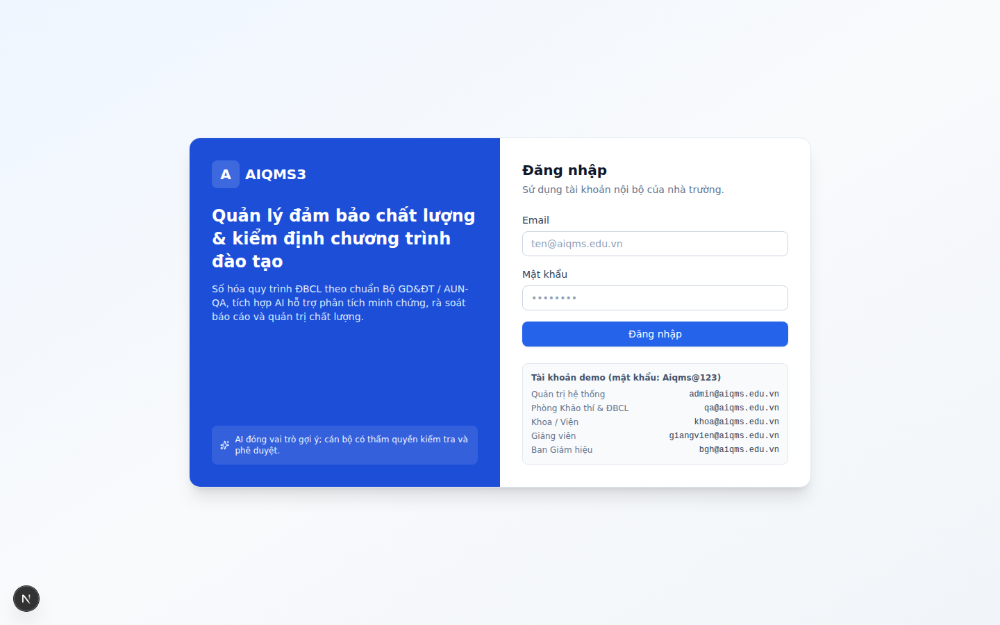 A AIQMS3
Quản lý đảm bảo chất lượng
& kiểm định chương trình
đào tạo
Số hóa quy trình ĐBCL theo chuẩn Bộ GD&ĐT / AUN-
QA, tích hợp AI hỗ trợ phân tích minh chứng, rà soát
báo cáo và quản trị chất lượng.
AI đóng vai trò gợi ý; cán bộ có thẩm quyền kiểm tra và
phê duyệt.
Đăng nhập
Sử dụng tài khoản nội bộ của nhà trường.
Email
ten@aiqms.edu.vn
Mật khẩu
••••••••
Đăng nhập
Tài khoản demo (mật khẩu: Aiqms@123)
Quản trị hệ thống admin@aiqms.edu.vn
Phòng Khảo thí & ĐBCL qa@aiqms.edu.vn
Khoa / Viện khoa@aiqms.edu.vn
Giảng viên giangvien@aiqms.edu.vn
Ban Giám hiệu bgh@aiqms.edu.vn
N